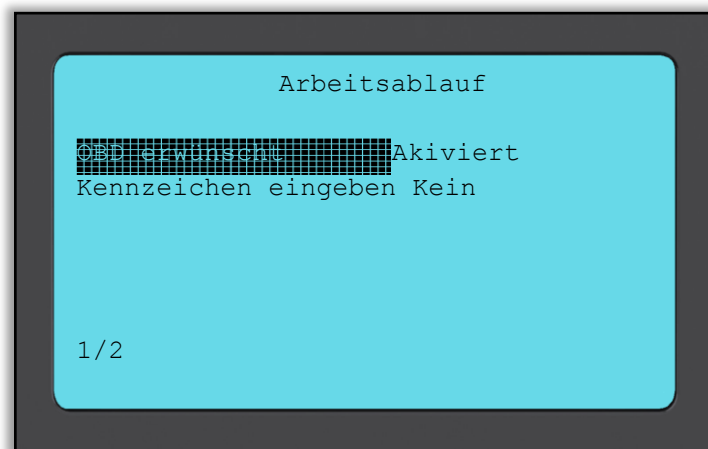 Arbeitsablauf
OBD erwünscht Akiviert
Kennzeichen eingeben Kein
1/2